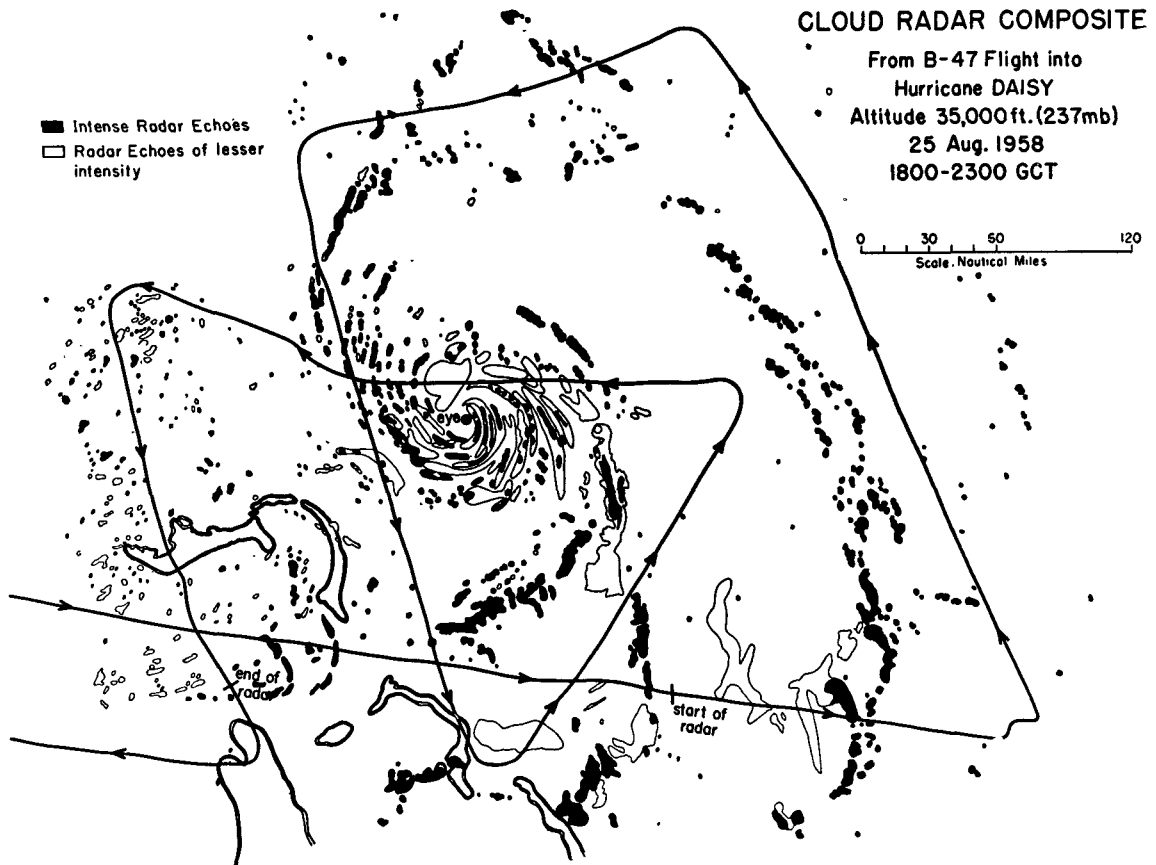 CLOUD RADAR COMPOSITE
From B-47 Flight into
Hurricane DAISY
Altitude 35,000ft.(237mb)
25 Aug. 1958
1800-2300 GCT
Intense Radar Echoes
Radar Echoes of lesser
intensity
0 30 60 120
Scale. Nautical Miles
eye
end of
radar
start of
radar